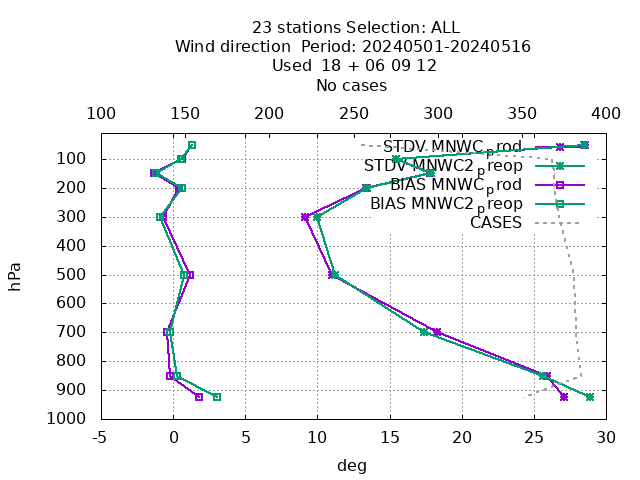 23 stations Selection: ALL
Wind direction  Period: 20240501-20240516
Used  18 + 06 09 12
No cases
100 150 200 250 300 350 400
STDV MNWC_prod
STDV MNWC2_preop
BIAS MNWC_prod
BIAS MNWC2_preop
CASES
hPa
100
200
300
400
500
600
700
800
900
1000
-5 0 5 10 15 20 25 30
deg